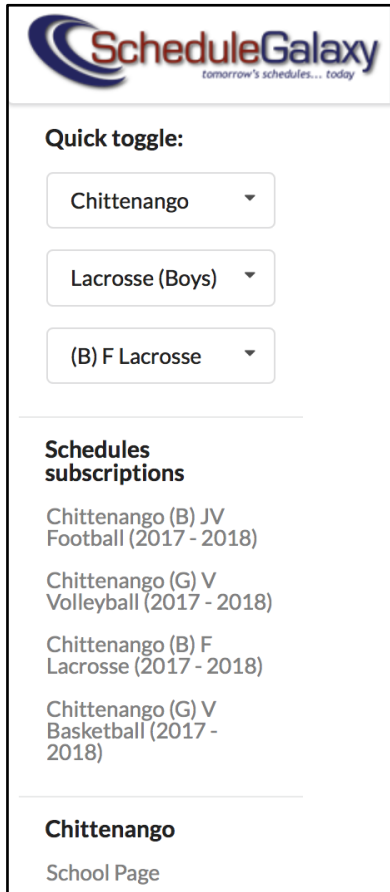 ScheduleGalaxy
tomorrow's schedules... today
Quick toggle:
Chittenango
Lacrosse (Boys)
(B) F Lacrosse
Schedules
subscriptions
Chittenango (B) JV
Football (2017 - 2018)
Chittenango (G) V
Volleyball (2017 - 2018)
Chittenango (B) F
Lacrosse (2017 - 2018)
Chittenango (G) V
Basketball (2017 -
2018)
Chittenango
School Page